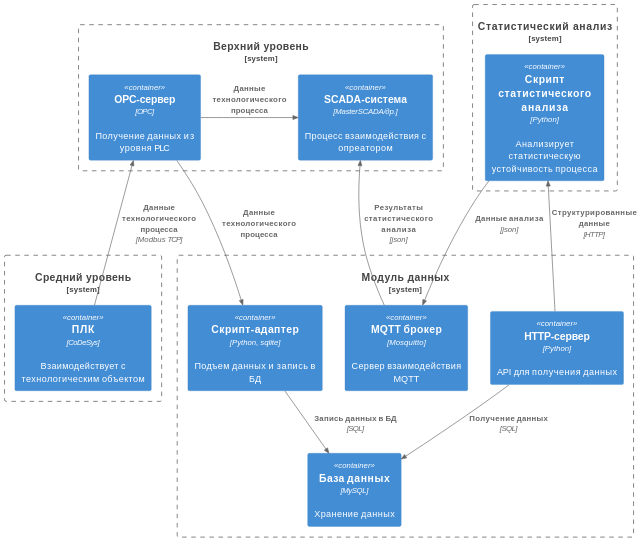 Верхний уровень
[system]
«container»
OPC-сервер
[OPC]
Получение данных из
уровня PLC
Данные
технологического
процесса
«container»
SCADA-система
[MasterSCADA/др.]
Процесс взаимодействия с
опреатором
Статистический анализ
[system]
«container»
Скрипт
статистического
анализа
[Python]
Анализирует
статистическую
устойчивость процесса
Данные
технологического
процесса
[Modbus TCP]
Данные
технологического
процесса
Результаты
статистического
анализа
[json]
Данные анализа
[json]
Структурированные
данные
[HTTP]
Средний уровень
[system]
«container»
ПЛК
[CoDeSys]
Взаимодействует с
технологическим объектом
Модуль данных
[system]
«container»
Скрипт-адаптер
[Python, sqlite]
Подъем данных и запись в
БД
«container»
MQTT брокер
[Mosquitto]
Сервер взаимодействия
MQTT
«container»
HTTP-сервер
[Python]
API для получения данных
Запись данных в БД
[SQL]
Получение данных
[SQL]
«container»
База данных
[MySQL]
Хранение данных